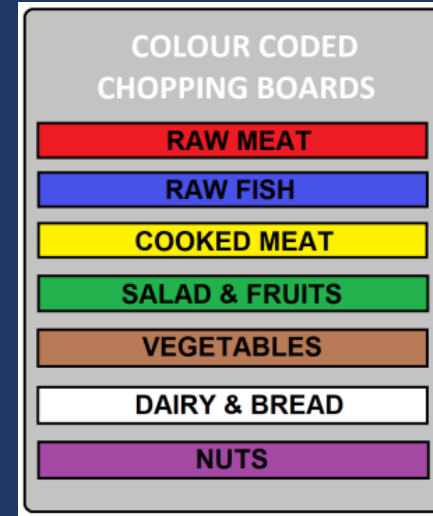 COLOUR CODED
CHOPPING BOARDS
RAW MEAT
RAW FISH
COOKED MEAT
SALAD & FRUITS
VEGETABLES
DAIRY & BREAD
NUTS